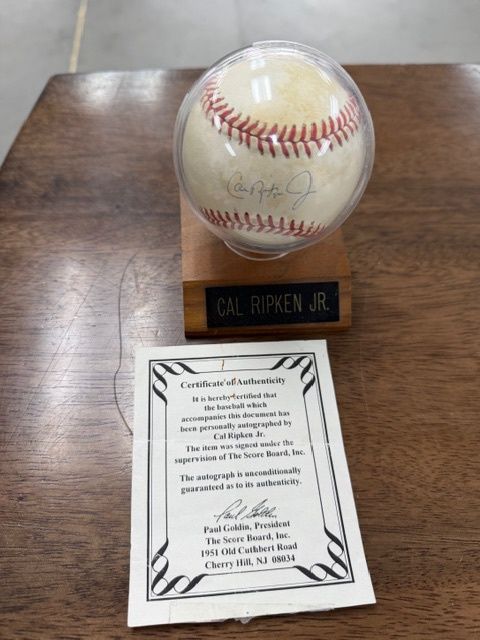 Cal Ripken Jr
CAL RIPKEN JR.
Certificate of Authenticity
It is hereby certified that
the baseball which
accompanies this document has
been personally autographed by
Cal Ripken Jr.
The item was signed under the
supervision of The Score Board, Inc.
The autograph is unconditionally
guaranteed as to its authenticity.
Paul Goldin
Paul Goldin, President
The Score Board, Inc.
1951 Old Cuthbert Road
Cherry Hill, NJ 08034